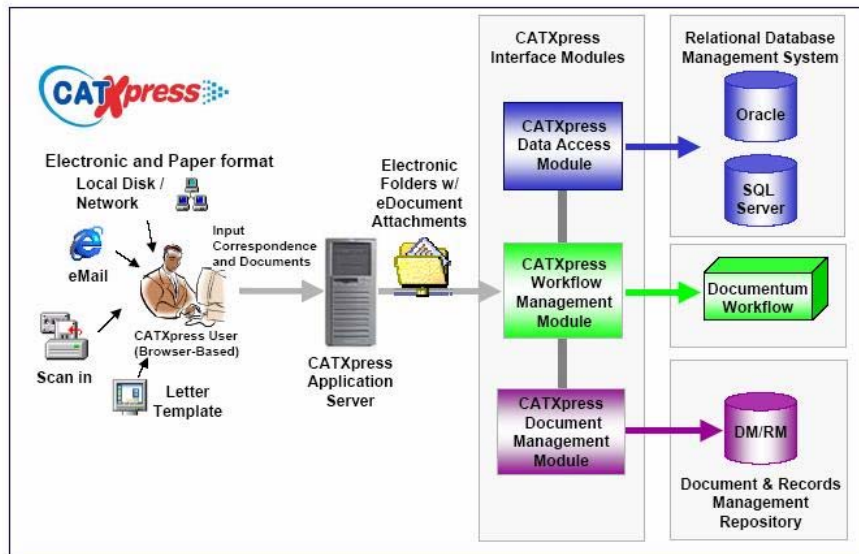 CATXpress
Electronic and Paper format
Local Disk /
Network
eMail
Scan in
Letter
Template
CATXpress User
(Browser-Based)
Input
Correspondence
and Documents
CATXpress
Application
Server
Electronic
Folders w/
eDocument
Attachments
CATXpress
Interface Modules
CATXpress
Data Access
Module
CATXpress
Workflow
Management
Module
CATXpress
Document
Management
Module
Relational Database
Management System
Oracle
SQL
Server
Documentum
Workflow
DM/RM
Document & Records
Management
Repository